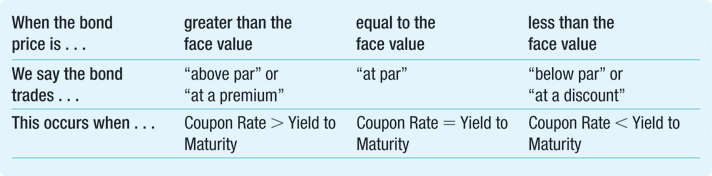 When the bond greater than the equal to the less than the
price is . . . face value face value face value
We say the bond “above par” or “at par” “below par” or
trades . . . “at a premium” “at a discount”
This occurs when . . . Coupon Rate > Yield to Coupon Rate = Yield to Coupon Rate < Yield to
Maturity Maturity Maturity